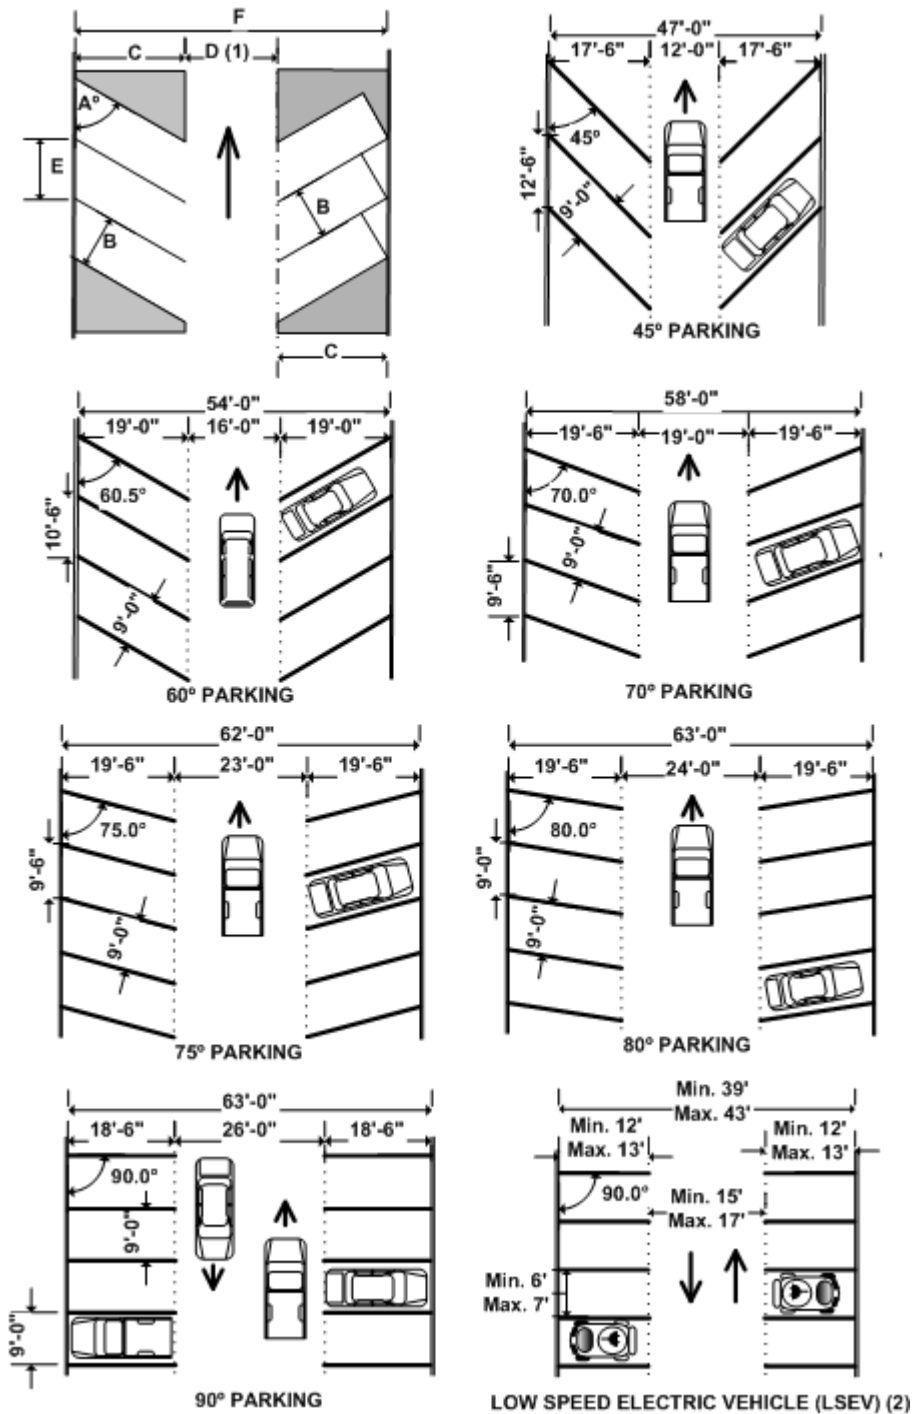 F
C
D (1)
Aº
E
B
B
C
47'-0"
17'-6"
12'-0"
17'-6"
45º
12'-6"
9'-0"
45º PARKING
54'-0"
19'-0"
16'-0"
19'-0"
60.5°
10'-6"
9'-0"
60º PARKING
58'-0"
19'-6"
19'-0"
19'-6"
70.0°
9'-0"
9'-6"
70º PARKING
62'-0"
19'-6"
23'-0"
19'-6"
75.0°
9'-6"
9'-0"
75º PARKING
63'-0"
19'-6"
24'-0"
19'-6"
80.0°
9'-0"
9'-0"
80º PARKING
63'-0"
18'-6"
26'-0"
18'-6"
90.0°
9'-0"
9'-0"
90º PARKING
Min. 39'
Max. 43'
Min. 12'
Max. 13'
Min. 12'
Max. 13'
90.0°
Min. 15'
Max. 17'
Min. 6'
Max. 7'
LOW SPEED ELECTRIC VEHICLE (LSEV) (2)